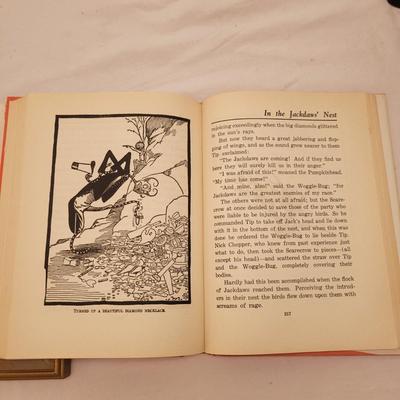 TURNED UP A BEAUTIFUL DIAMOND NECKLACE.
In the Jackdaws' Nest
rejoicing exceedingly when the big diamonds glittered
in the sun's rays.
But now they heard a great jabbering and flop-
ping of wings, and as the sound grew nearer to them
Tip exclaimed:
"The Jackdaws are coming! And if they find us
here they will surely kill us in their anger."
"I was afraid of this!" moaned the Pumpkinhead.
"My time has come!"
"And mine, also!" said the Woggle-Bug; "for
Jackdaws are the greatest enemies of my race."
The others were not at all afraid; but the Scare-
crow at once decided to save those of the party who
were liable to be injured by the angry birds. So he
commanded Tip to take off Jack's head and lie down
with it in the bottom of the nest, and when this was
done he ordered the Woggle-Bug to lie beside Tip.
Nick Chopper, who knew from past experience just
what to do, then took the Scarecrow to pieces—(all
except his head)—and scattered the straw over Tip
and the Woggle-Bug, completely covering their
bodies.
Hardly had this been accomplished when the flock
of Jackdaws reached them. Perceiving the intrud-
ers in their nest the birds flew down upon them with
screams of rage.
217